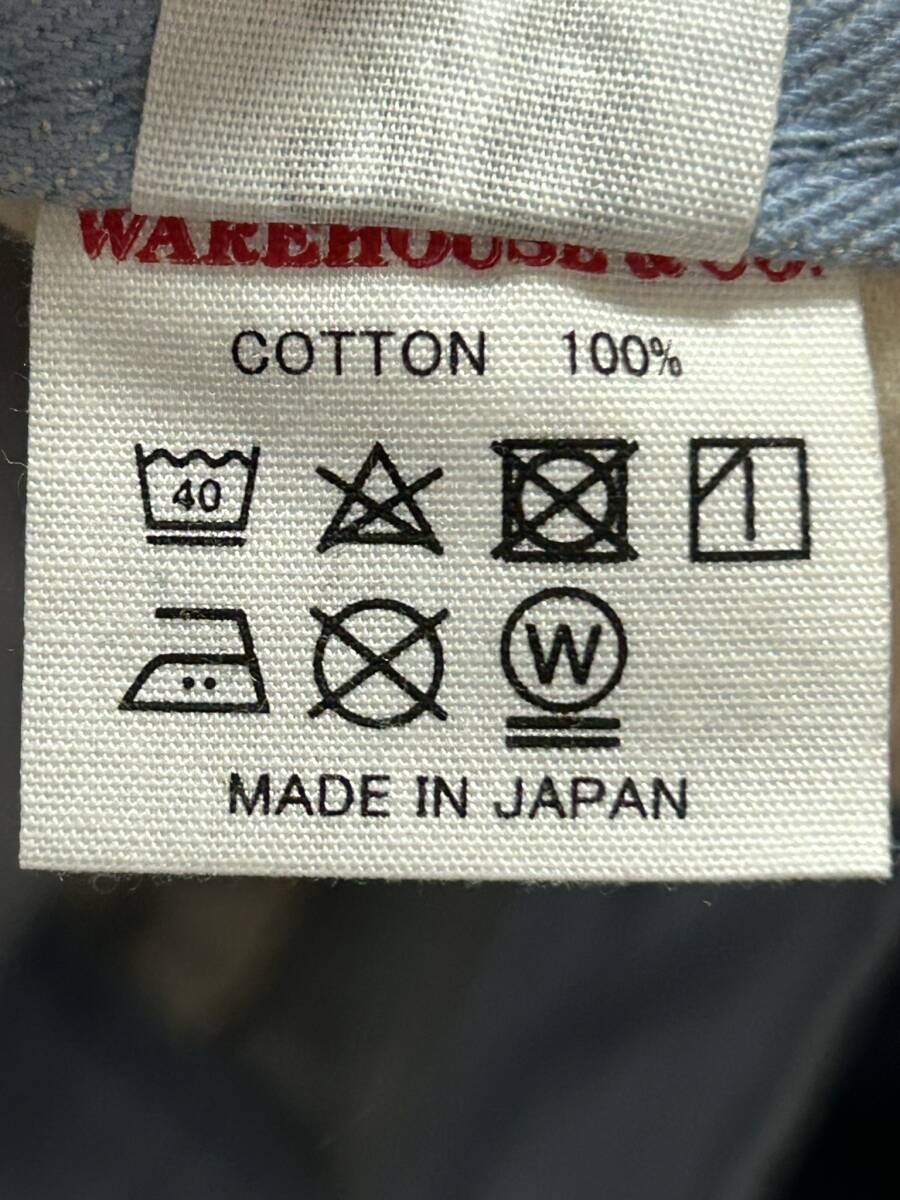 WAREHOUSE & CO.
COTTON 100%
40
W
MADE IN JAPAN